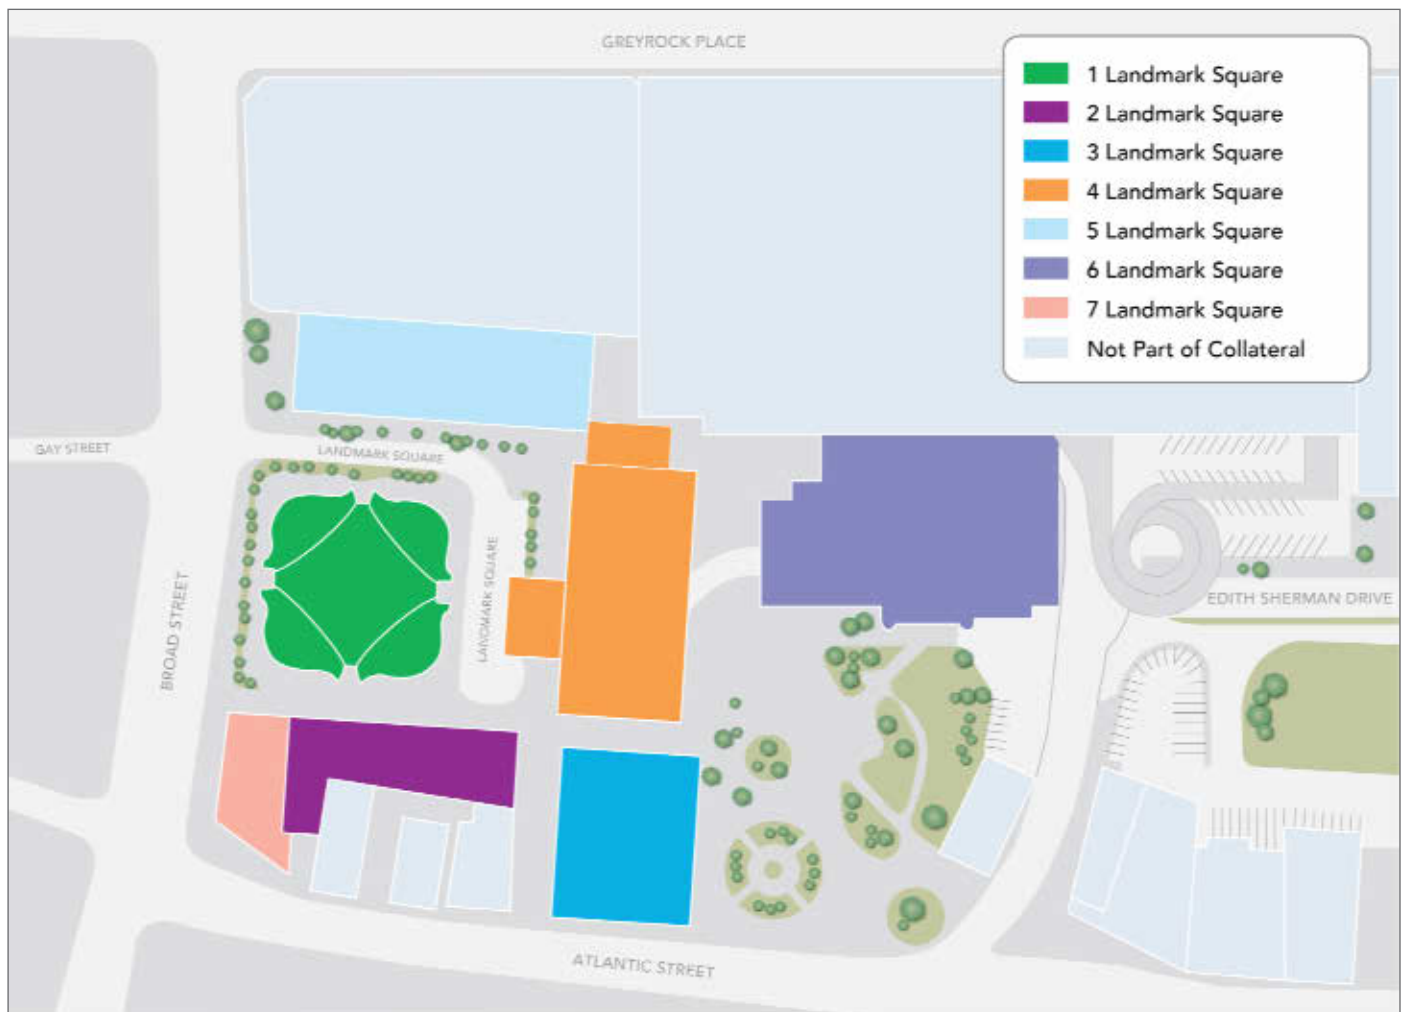 GREYROCK PLACE
1 Landmark Square
2 Landmark Square
3 Landmark Square
4 Landmark Square
5 Landmark Square
6 Landmark Square
7 Landmark Square
Not Part of Collateral
GAY STREET
LANDMARK SQUARE
LANDMARK SQUARE
BROAD STREET
EDITH SHERMAN DRIVE
ATLANTIC STREET